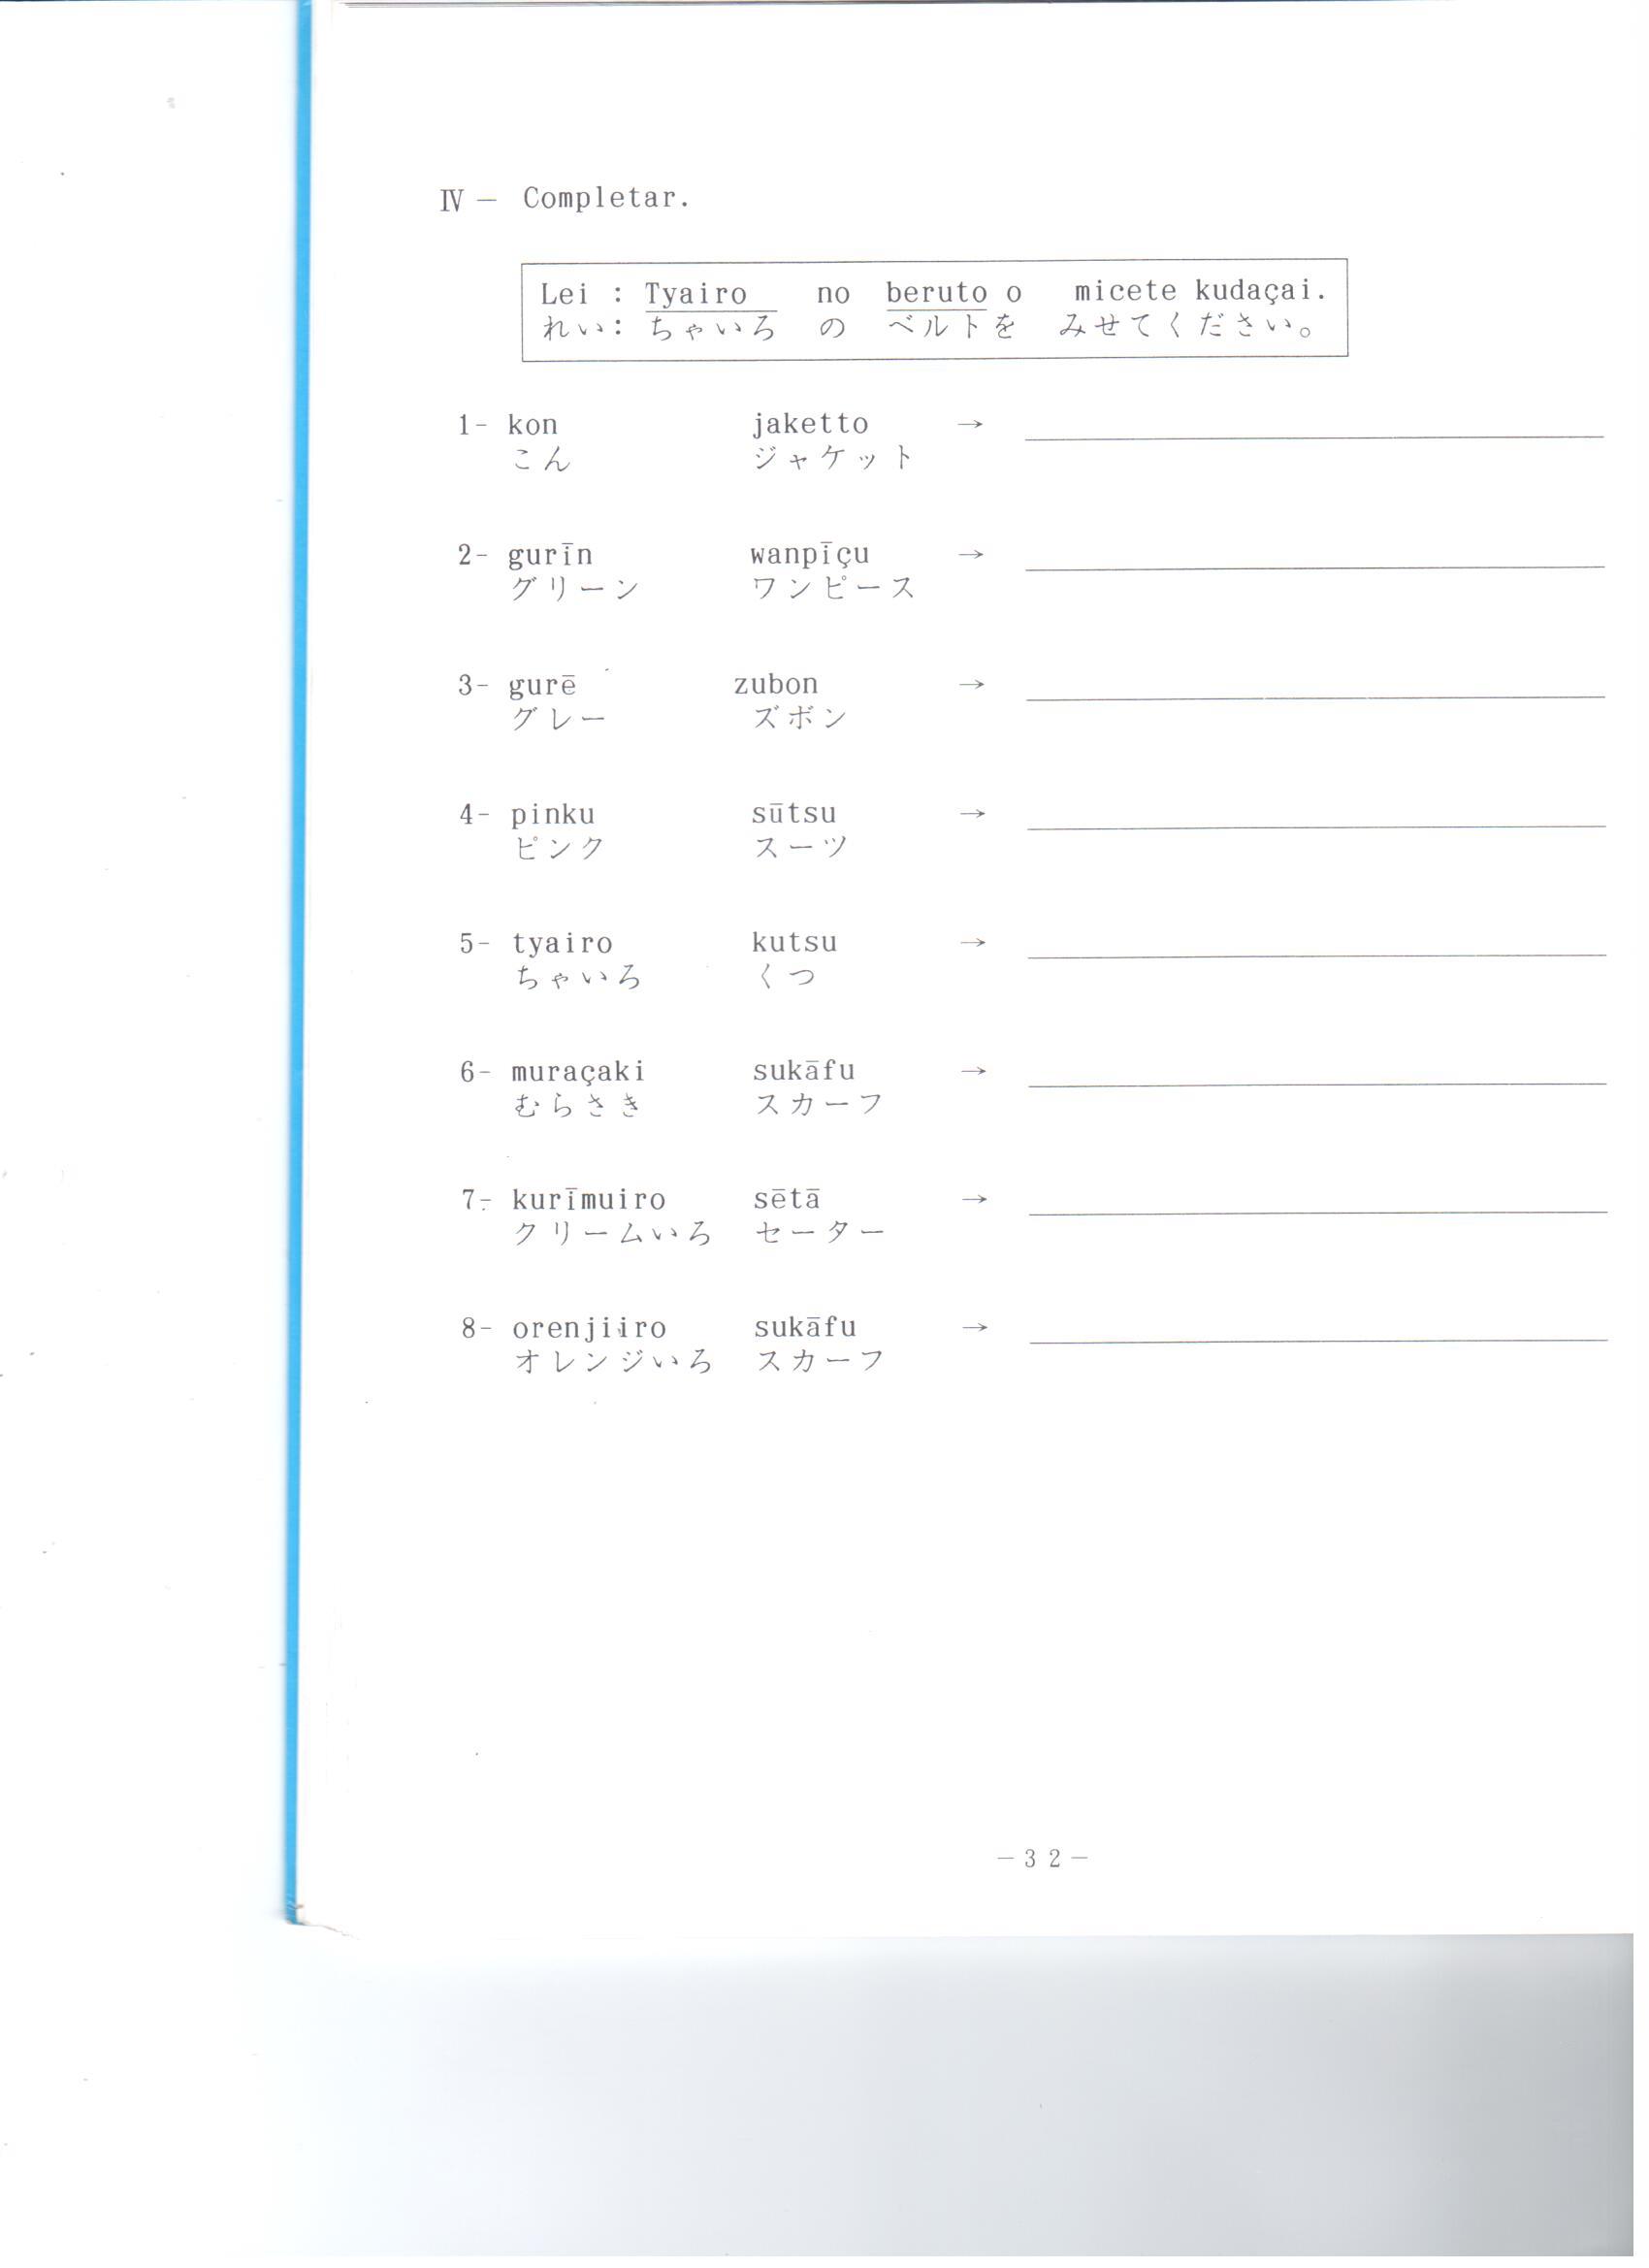 Ⅳ － Completar.
Lei : Tyairo no beruto o micete kudaçai.
れい: ちゃいろ の ベルトを みせてください。
1- kon jaketto →
こん ジャケット
2- gurīn wanpīçu →
グリーン ワンピース
3- gurē zubon →
グレー ズボン
4- pinku sūtsu →
ピンク スーツ
5- tyairo kutsu →
ちゃいろ くつ
6- muraçaki sukāfu →
むらさき スカーフ
7- kurīmuiro sētā →
クリームいろ セーター
8- orenjiiro sukāfu →
オレンジいろ スカーフ
－32－